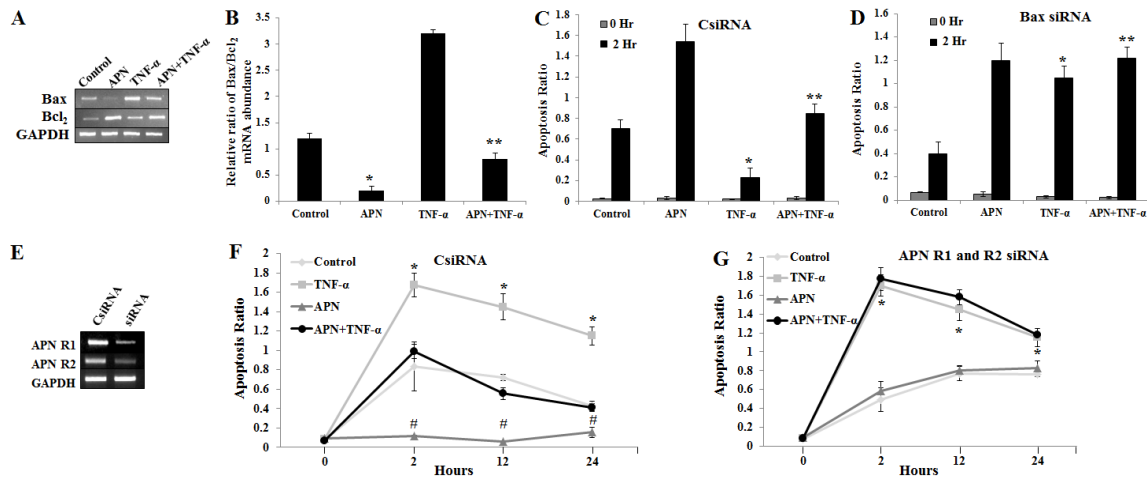 A
Control
APN
TNF-α
APN+TNF-α
Bax
Bcl2
GAPDH
B
Relative ratio of Bax/Bcl2
mRNA abundance
3.5
3
2.5
2
1.5
1
0.5
0
*
**
Control
APN
TNF-α
APN+TNF-α
C
CsiRNA
0 Hr
2 Hr
Apoptosis Ratio
1.8
1.6
1.4
1.2
1
0.8
0.6
0.4
0.2
0
*
**
Control
APN
TNF-α
APN+TNF-α
D
Bax siRNA
0 Hr
2 Hr
Apoptosis Ratio
1.6
1.4
1.2
1
0.8
0.6
0.4
0.2
0
*
**
Control
APN
TNF-α
APN+TNF-α
E
CsiRNA
siRNA
APN R1
APN R2
GAPDH
F
CsiRNA
Control
TNF-α
APN
APN+TNF-α
Apoptosis Ratio
2
1.8
1.6
1.4
1.2
1
0.8
0.6
0.4
0.2
0
*
*
*
#
#
#
0
2
12
24
Hours
G
APN R1 and R2 siRNA
Control
TNF-α
APN
APN+TNF-α
Apoptosis Ratio
2
1.8
1.6
1.4
1.2
1
0.8
0.6
0.4
0.2
0
*
*
*
0
2
12
24
Hours